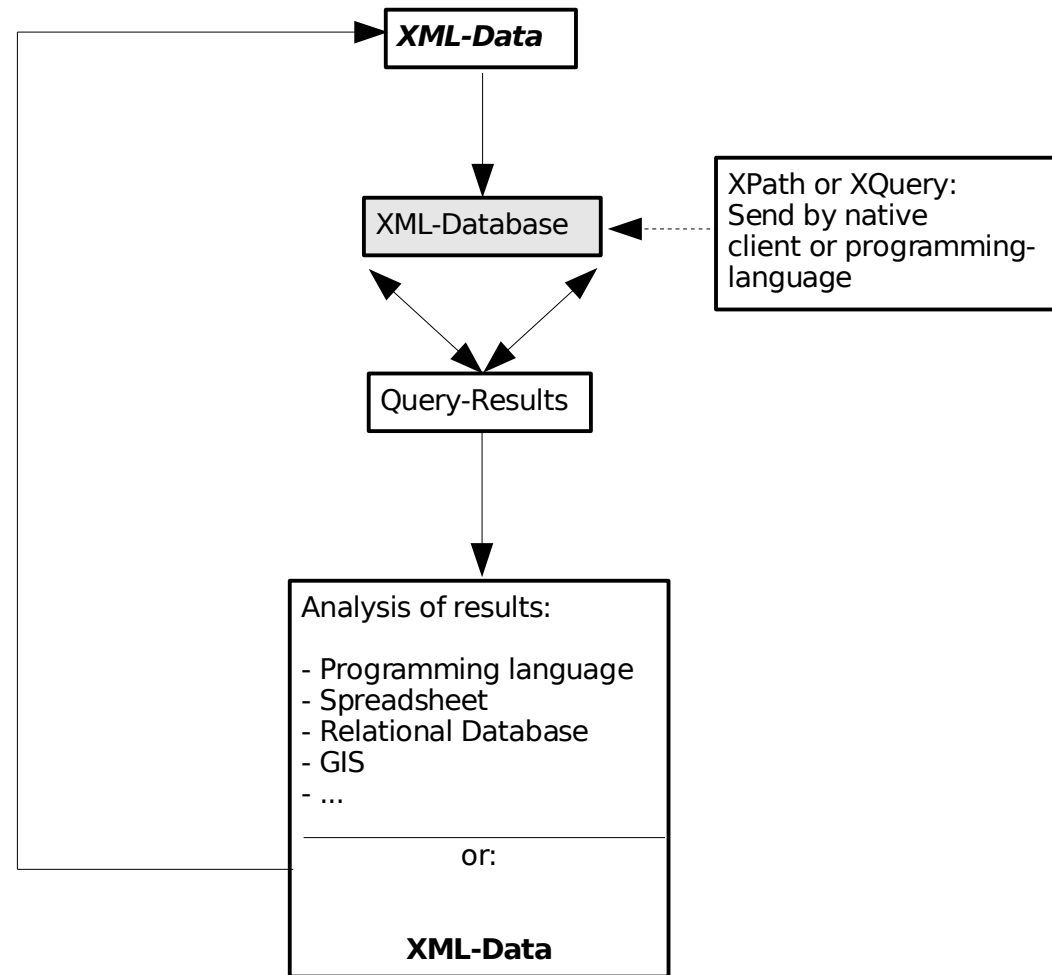 XML-Data
XML-Database
XPath or XQuery:
Send by native
client or programming-
language
Query-Results
Analysis of results:
- Programming language
- Spreadsheet
- Relational Database
- GIS
- ...
or:
XML-Data